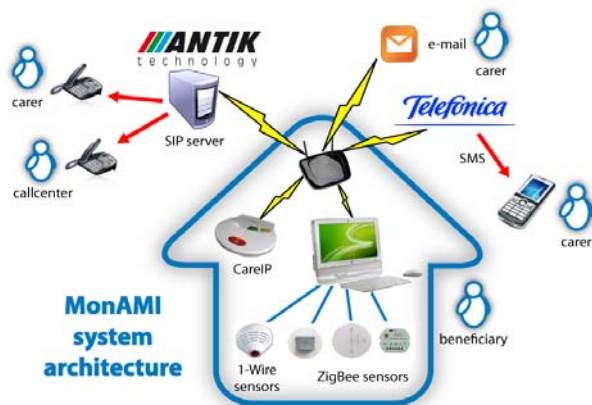 ANTIK
technology
e-mail
carer
carer
SIP server
Telefónica
SMS
callcenter
carer
CareIP
MonAMI
system
architecture
beneficiary
1-Wire
sensors
ZigBee sensors